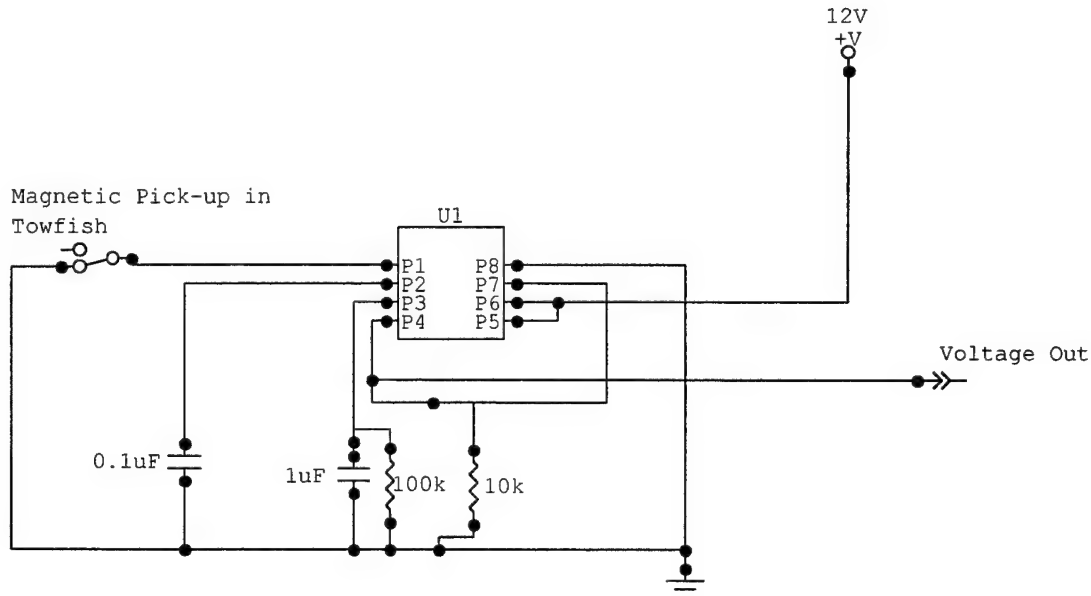 12V
+V
Magnetic Pick-up in
Towfish
U1
P1 P8
P2 P7
P3 P6
P4 P5
Voltage Out
0.1uF
1uF
100k
10k